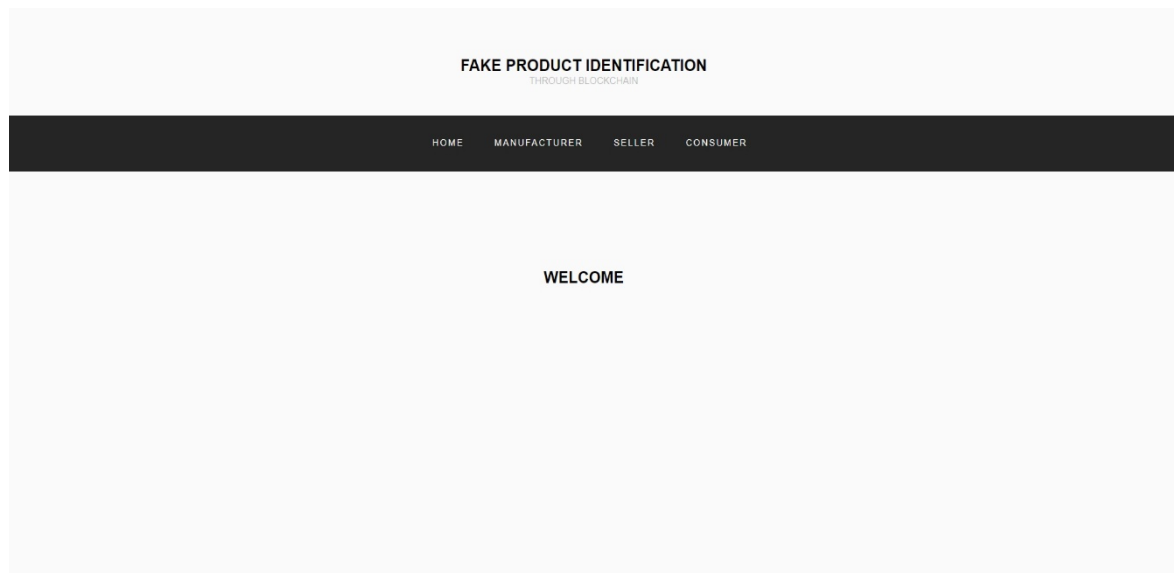 FAKE PRODUCT IDENTIFICATION
THROUGH BLOCKCHAIN
HOME MANUFACTURER SELLER CONSUMER
WELCOME